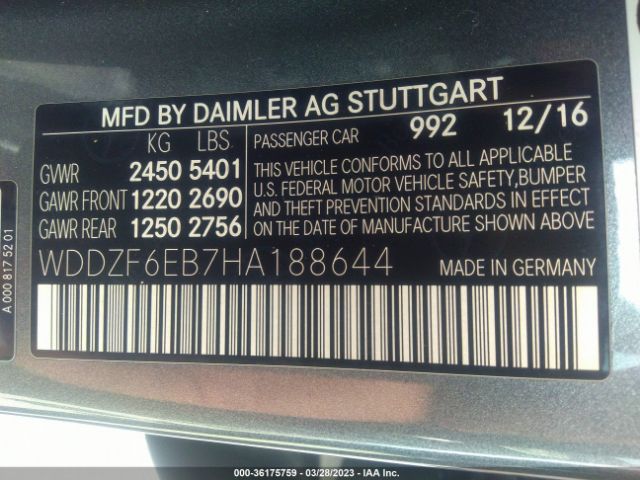 MFD BY DAIMLER AG STUTTGART
KG LBS
PASSENGER CAR 992 12/16
GVWR 2450 5401
GAWR FRONT 1220 2690
GAWR REAR 1250 2756
THIS VEHICLE CONFORMS TO ALL APPLICABLE
U.S. FEDERAL MOTOR VEHICLE SAFETY,BUMPER
AND THEFT PREVENTION STANDARDS IN EFFECT
ON THE DATE OF MANUFACTURE SHOWN ABOVE
WDDZF6EB7HA188644 MADE IN GERMANY
A 000 817 52 01
000-36175759 - 03/28/2023 - IAA Inc.